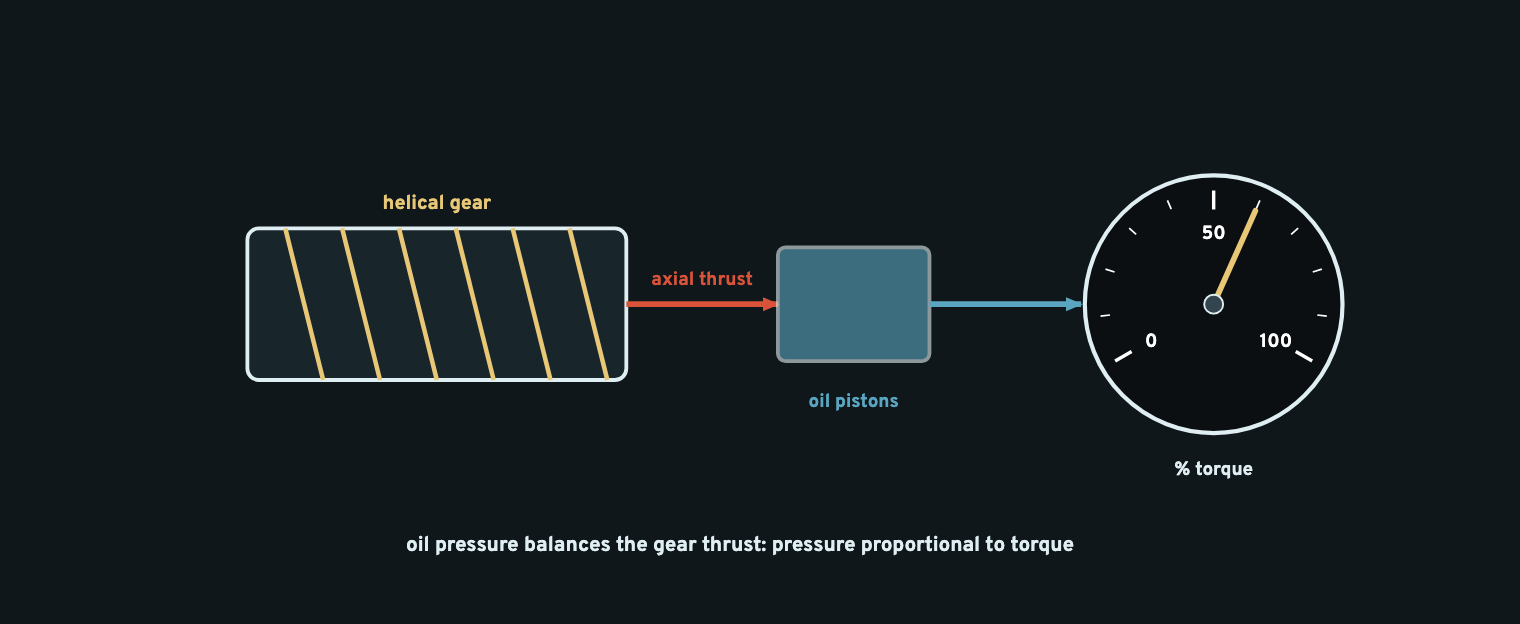 helical gear
axial thrust
oil pistons
50
0
100
% torque
oil pressure balances the gear thrust: pressure proportional to torque